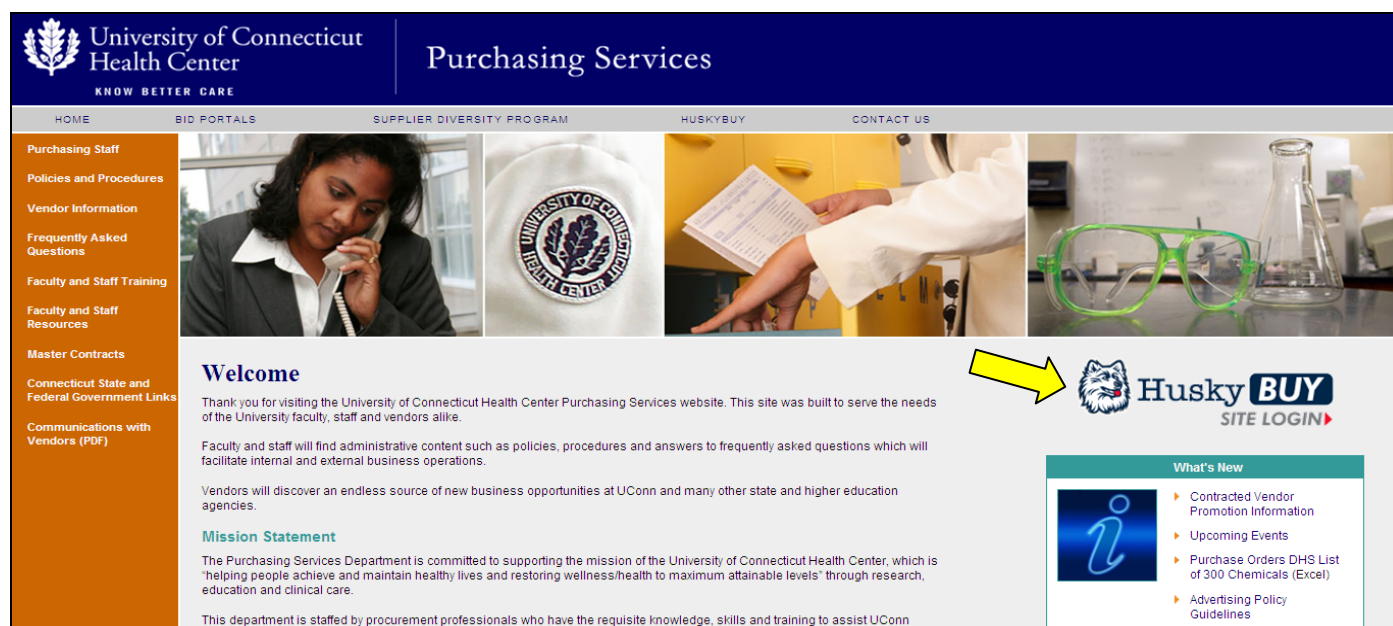 University of Connecticut
Health Center
KNOW BETTER CARE
Purchasing Services
HOME
BID PORTALS
SUPPLIER DIVERSITY PROGRAM
HUSKYBUY
CONTACT US
Purchasing Staff
Policies and Procedures
Vendor Information
Frequently Asked
Questions
Faculty and Staff Training
Faculty and Staff
Resources
Master Contracts
Connecticut State and
Federal Government Links
Communications with
Vendors (PDF)
UNIVERSITY OF CONNECTICUT
HEALTH CENTER
Welcome
Thank you for visiting the University of Connecticut Health Center Purchasing Services website. This site was built to serve the needs
of the University faculty, staff and vendors alike.
Faculty and staff will find administrative content such as policies, procedures and answers to frequently asked questions which will
facilitate internal and external business operations.
Vendors will discover an endless source of new business opportunities at UConn and many other state and higher education
agencies.
Mission Statement
The Purchasing Services Department is committed to supporting the mission of the University of Connecticut Health Center, which is
"helping people achieve and maintain healthy lives and restoring wellness/health to maximum attainable levels" through research,
education and clinical care.
This department is staffed by procurement professionals who have the requisite knowledge, skills and training to assist UConn
Husky BUY
SITE LOGIN
What's New
Contracted Vendor
Promotion Information
Upcoming Events
Purchase Orders DHS List
of 300 Chemicals (Excel)
Advertising Policy
Guidelines